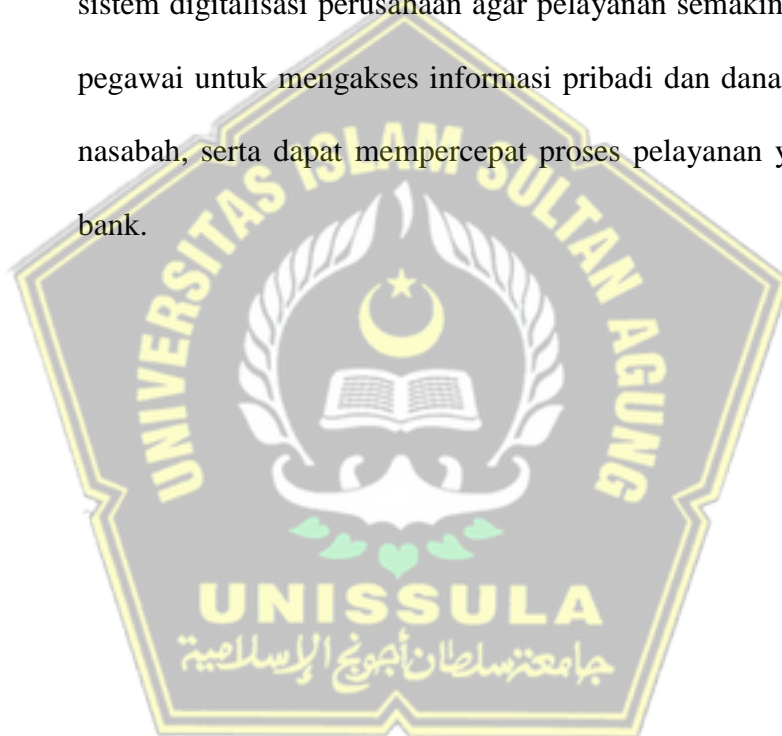 sistem digitalisasi perusahaan agar pelayanan semakin
pegawai untuk mengakses informasi pribadi dan dana
nasabah, serta dapat mempercepat proses pelayanan y
bank.
UNIVERSITAS ISLAM SULTAN AGUNG
UNISSULA
جامعة سلطان أجونج الإسلامية